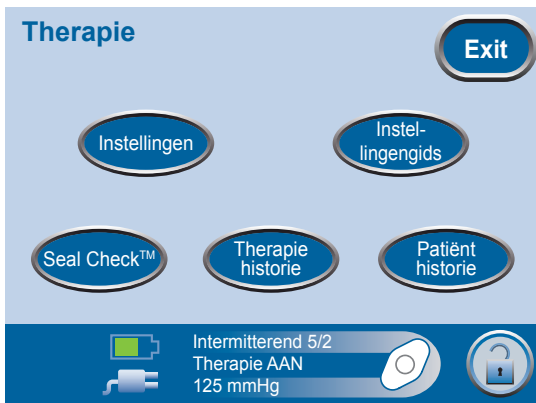 Therapie
Exit
Instellingen
Instel-
lingengids
Seal Check™
Therapie
historie
Patiënt
historie
Intermitterend 5/2
Therapie AAN
125 mmHg